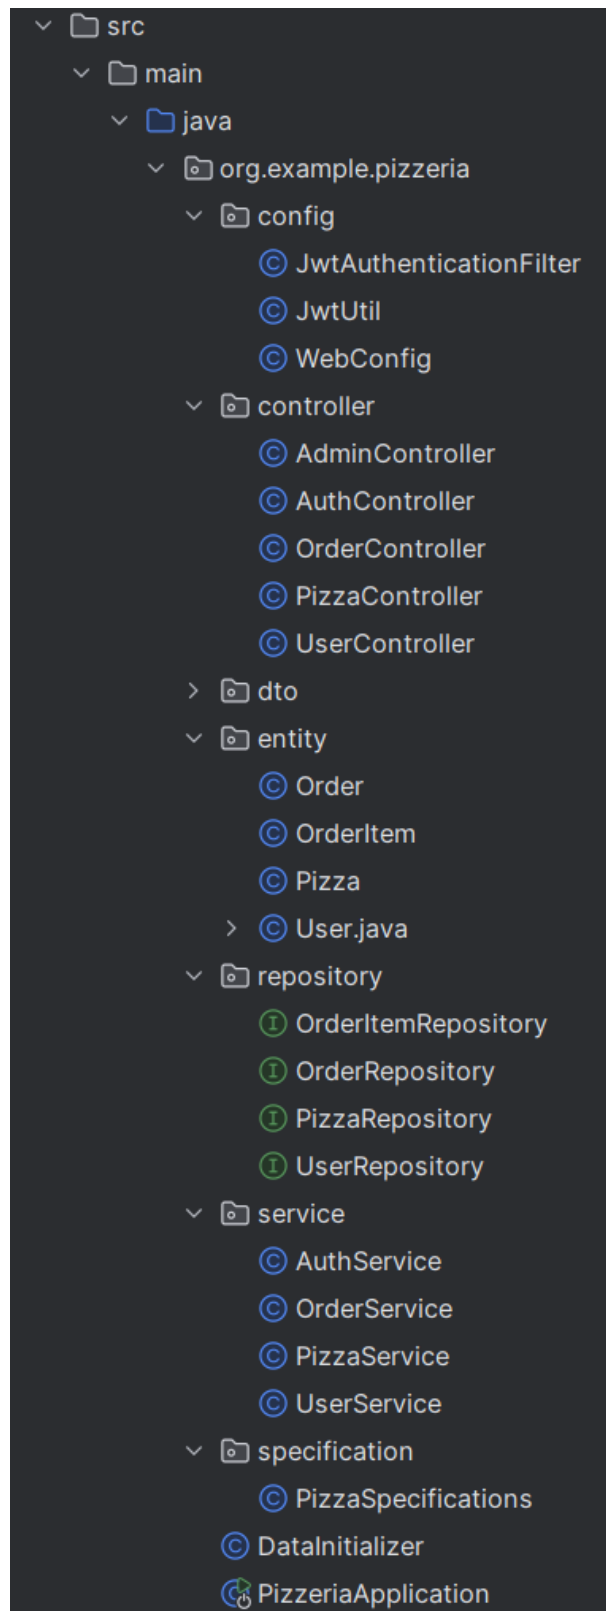 src
main
java
org.example.pizzeria
config
JwtAuthenticationFilter
JwtUtil
WebConfig
controller
AdminController
AuthController
OrderController
PizzaController
UserController
dto
entity
Order
OrderItem
Pizza
User.java
repository
OrderItemRepository
OrderRepository
PizzaRepository
UserRepository
service
AuthService
OrderService
PizzaService
UserService
specification
PizzaSpecifications
DataInitializer
PizzeriaApplication